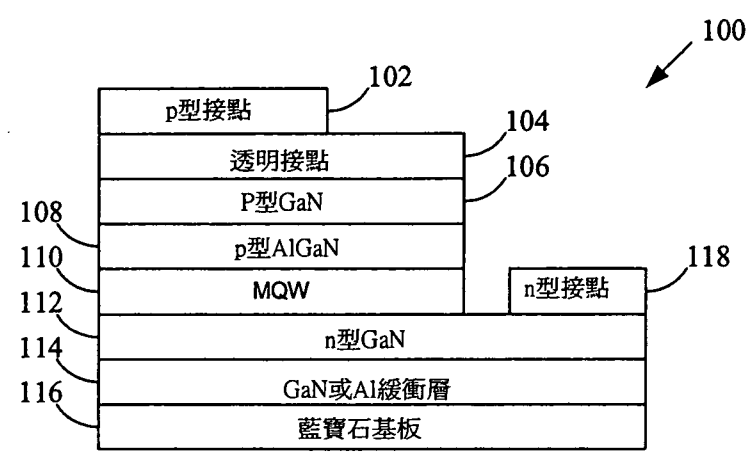 100
p型接點
102
透明接點
104
P型GaN
106
108
p型AlGaN
110
MQW
n型接點
118
112
n型GaN
114
GaN或Al緩衝層
116
藍寶石基板